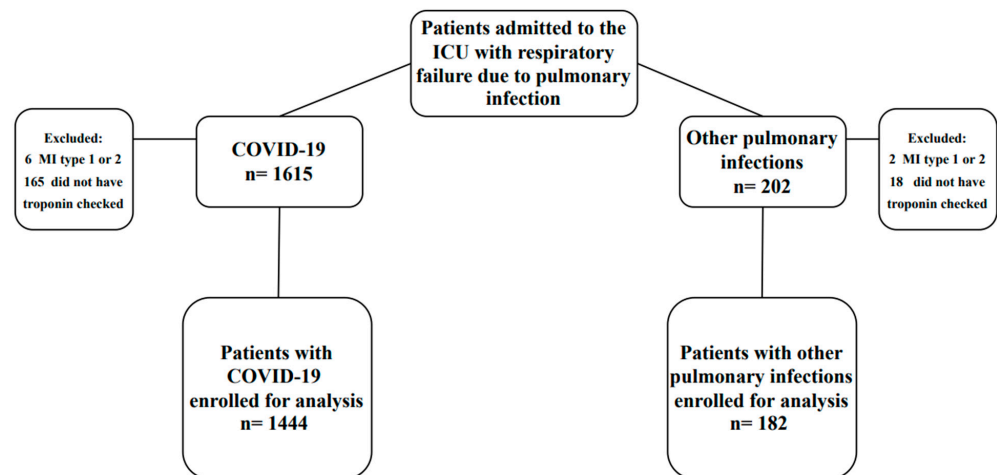 Patients admitted to the
ICU with respiratory
failure due to pulmonary
infection
Excluded:
6 MI type 1 or 2
165 did not have
troponin checked
COVID-19
n= 1615
Other pulmonary
infections
n= 202
Excluded:
2 MI type 1 or 2
18 did not have
troponin checked
Patients with
COVID-19
enrolled for analysis
n= 1444
Patients with other
pulmonary infections
enrolled for analysis
n= 182